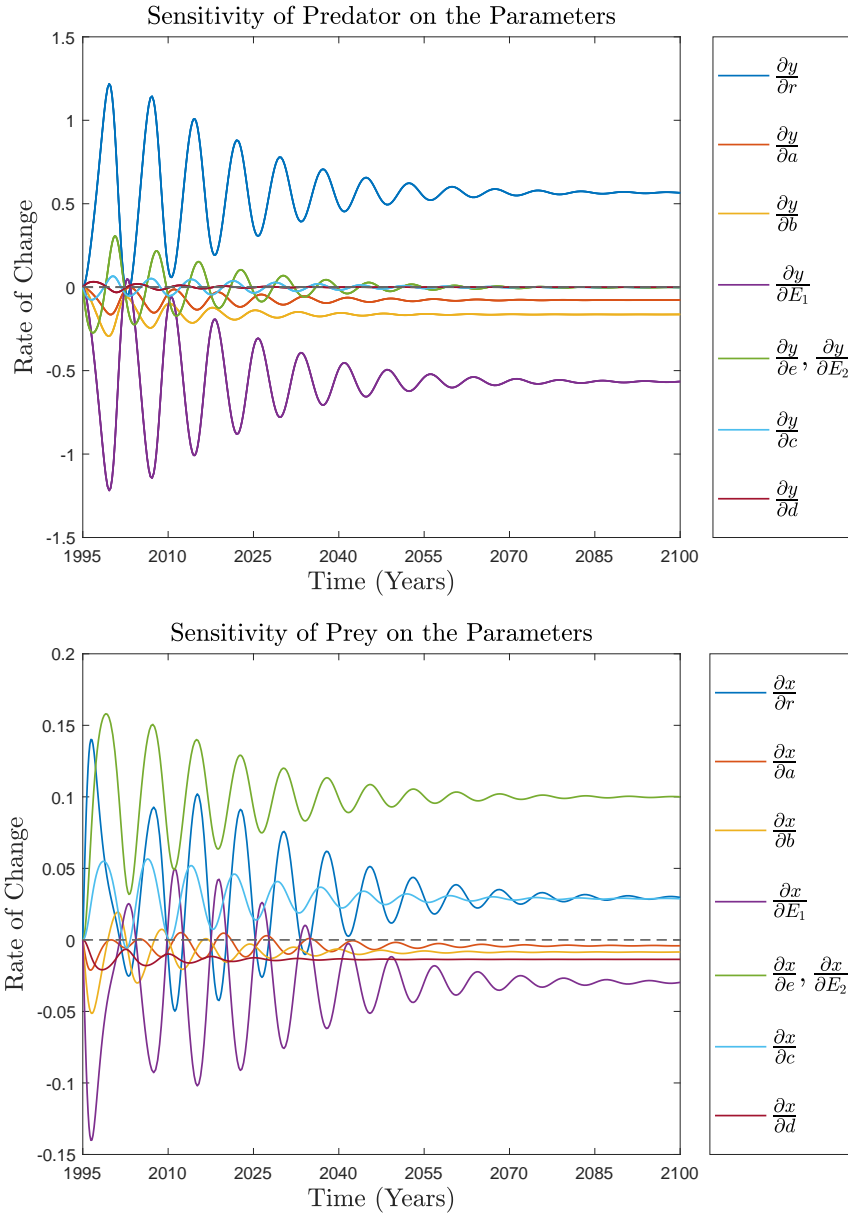 Sensitivity of Predator on the Parameters
1.5
1
0.5
0
-0.5
-1
-1.5
Rate of Change
1995 2010 2025 2040 2055 2070 2085 2100
Time (Years)
∂y/∂r
∂y/∂a
∂y/∂b
∂y/∂E₁
∂y/∂e, ∂y/∂E₂
∂y/∂c
∂y/∂d
Sensitivity of Prey on the Parameters
0.2
0.15
0.1
0.05
0
-0.05
-0.1
-0.15
Rate of Change
1995 2010 2025 2040 2055 2070 2085 2100
Time (Years)
∂x/∂r
∂x/∂a
∂x/∂b
∂x/∂E₁
∂x/∂e, ∂x/∂E₂
∂x/∂c
∂x/∂d